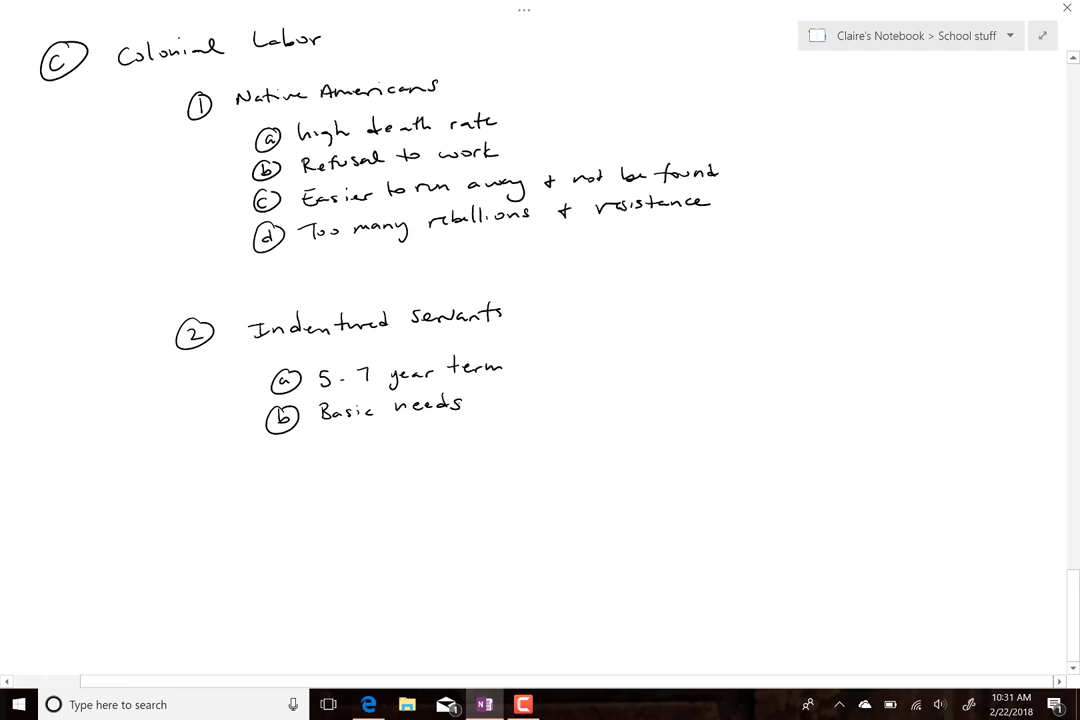 ...
Claire's Notebook > School stuff
C Colonial Labor
1 Native Americans
a high death rate
b Refusal to work
c Easier to run away + not be found
d Too many rebellions + resistance
2 Indentured servants
a 5-7 year term
b Basic needs
Type here to search
10:31 AM
2/22/2018